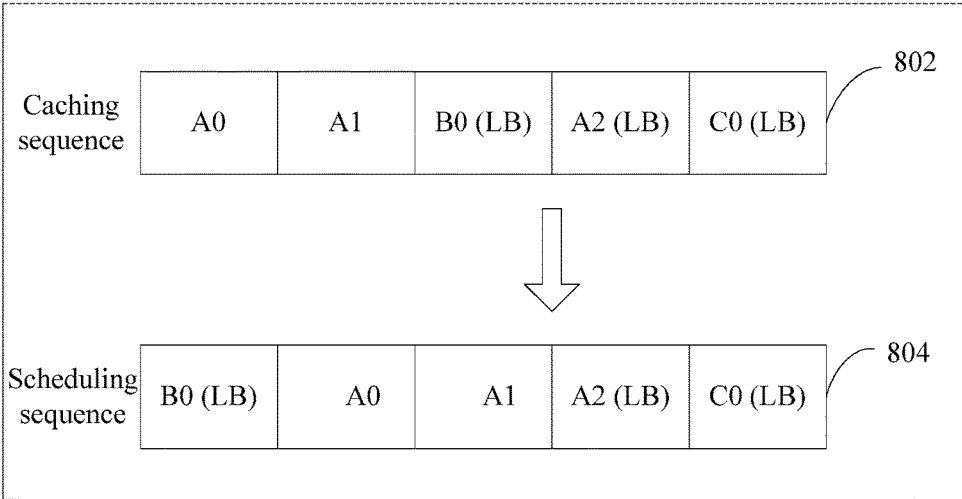 802
Caching
sequence
A0 A1 B0 (LB) A2 (LB) C0 (LB)
804
Scheduling
sequence
B0 (LB) A0 A1 A2 (LB) C0 (LB)